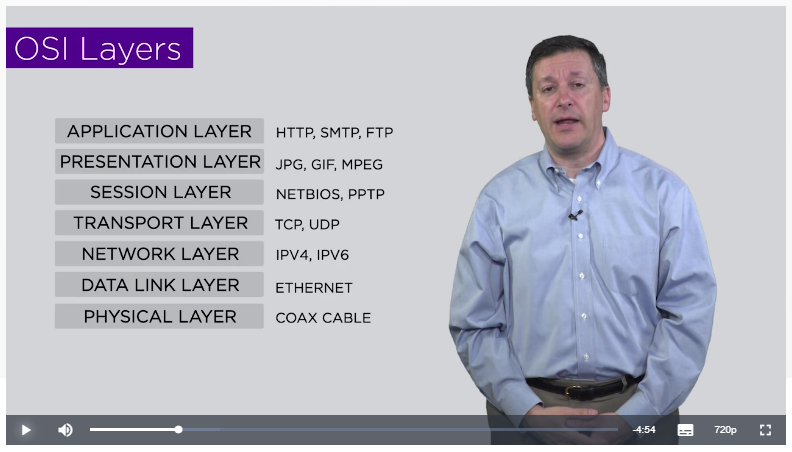 OSI Layers
APPLICATION LAYER HTTP, SMTP, FTP
PRESENTATION LAYER JPG, GIF, MPEG
SESSION LAYER NETBIOS, PPTP
TRANSPORT LAYER TCP, UDP
NETWORK LAYER IPV4, IPV6
DATA LINK LAYER ETHERNET
PHYSICAL LAYER COAX CABLE
-4:54 720p